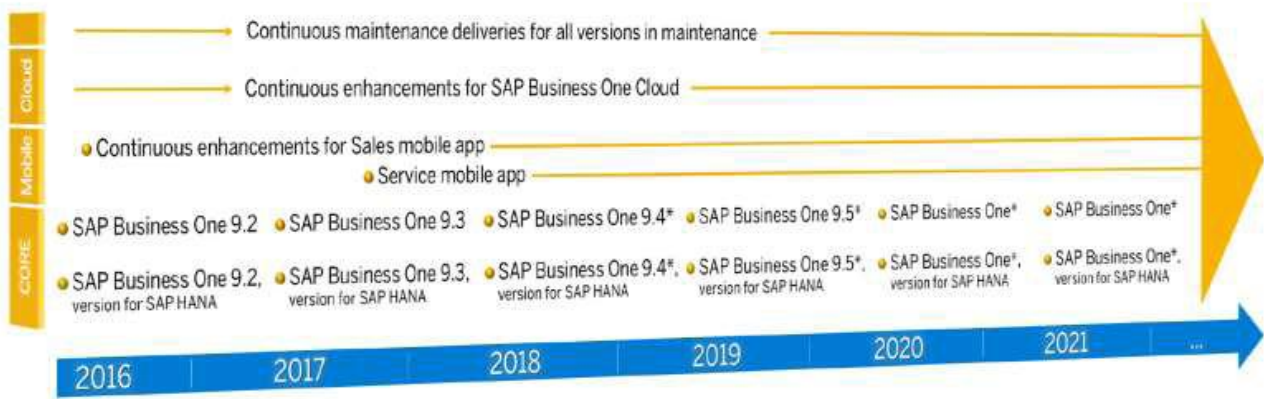 Continuous maintenance deliveries for all versions in maintenance
Cloud
Continuous enhancements for SAP Business One Cloud
Mobile
Continuous enhancements for Sales mobile app
Service mobile app
CORE
SAP Business One 9.2
SAP Business One 9.3
SAP Business One 9.4*
SAP Business One 9.5*
SAP Business One*
SAP Business One*
SAP Business One 9.2,
version for SAP HANA
SAP Business One 9.3,
version for SAP HANA
SAP Business One 9.4*,
version for SAP HANA
SAP Business One 9.5*,
version for SAP HANA
SAP Business One*,
version for SAP HANA
SAP Business One*,
version for SAP HANA
2016
2017
2018
2019
2020
2021
...